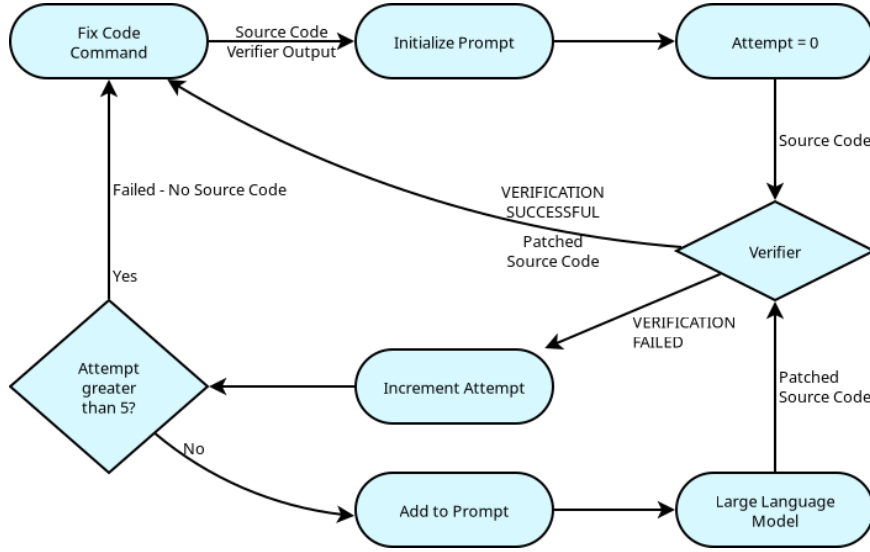 Fix Code
Command
Source Code
Verifier Output
Initialize Prompt
Attempt = 0
Source Code
Failed - No Source Code
VERIFICATION
SUCCESSFUL
Patched
Source Code
Verifier
Yes
VERIFICATION
FAILED
Attempt
greater
than 5?
Increment Attempt
Patched
Source Code
No
Add to Prompt
Large Language
Model